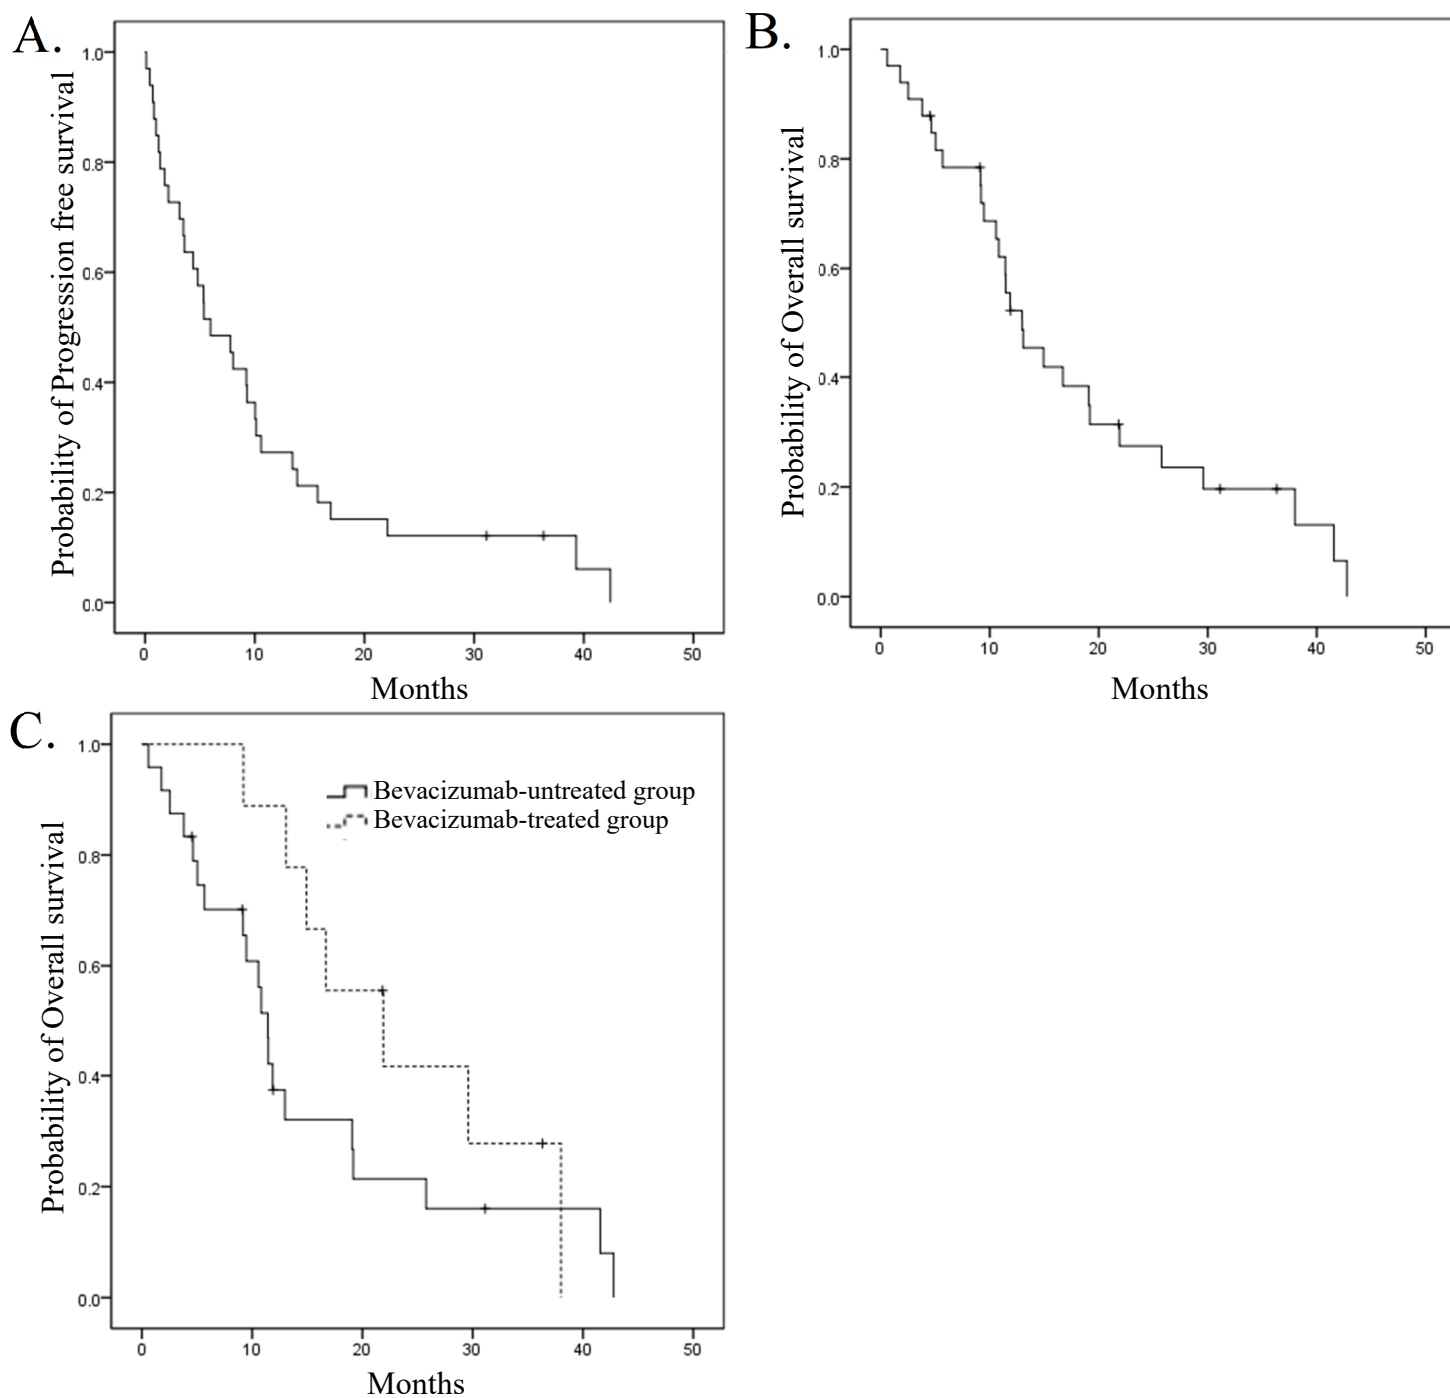 A.
Probability of Progression free survival
1.0
0.8
0.6
0.4
0.2
0.0
0 10 20 30 40 50
Months
B.
Probability of Overall survival
1.0
0.8
0.6
0.4
0.2
0.0
0 10 20 30 40 50
Months
C.
Probability of Overall survival
1.0
0.8
0.6
0.4
0.2
0.0
Bevacizumab-untreated group
Bevacizumab-treated group
0 10 20 30 40 50
Months